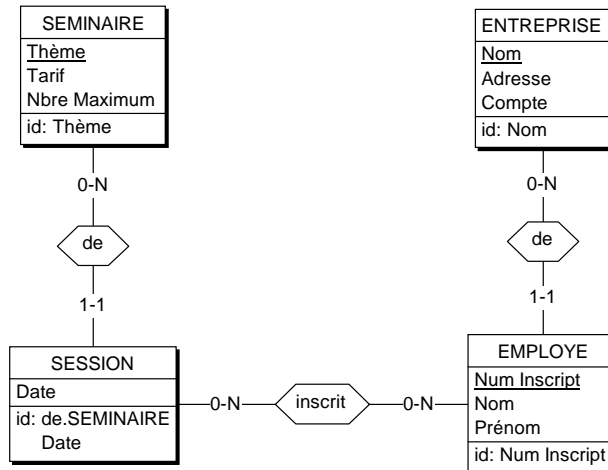 SEMINAIRE
Thème
Tarif
Nbre Maximum
id: Thème
ENTREPRISE
Nom
Adresse
Compte
id: Nom
0-N
0-N
de
de
1-1
1-1
SESSION
Date
id: de.SEMINAIRE
Date
0-N
inscrit
0-N
EMPLOYE
Num Inscript
Nom
Prénom
id: Num Inscript